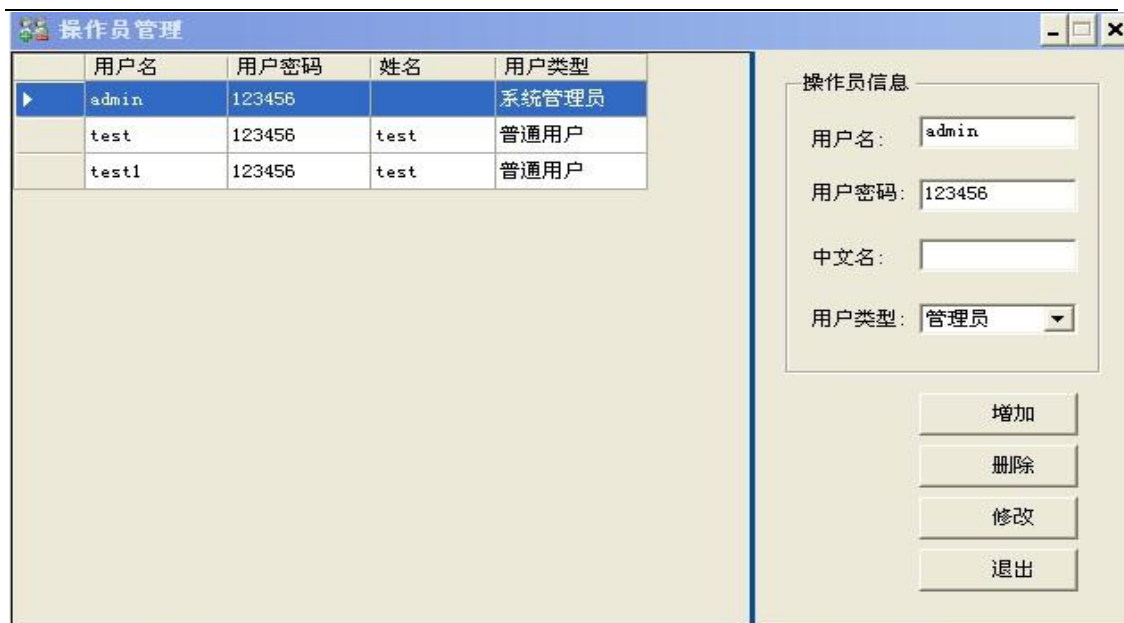 操作员管理
用户名 用户密码 姓名 用户类型
admin 123456 系统管理员
test 123456 test 普通用户
test1 123456 test 普通用户
操作员信息
用户名: admin
用户密码: 123456
中文名:
用户类型: 管理员
增加
删除
修改
退出